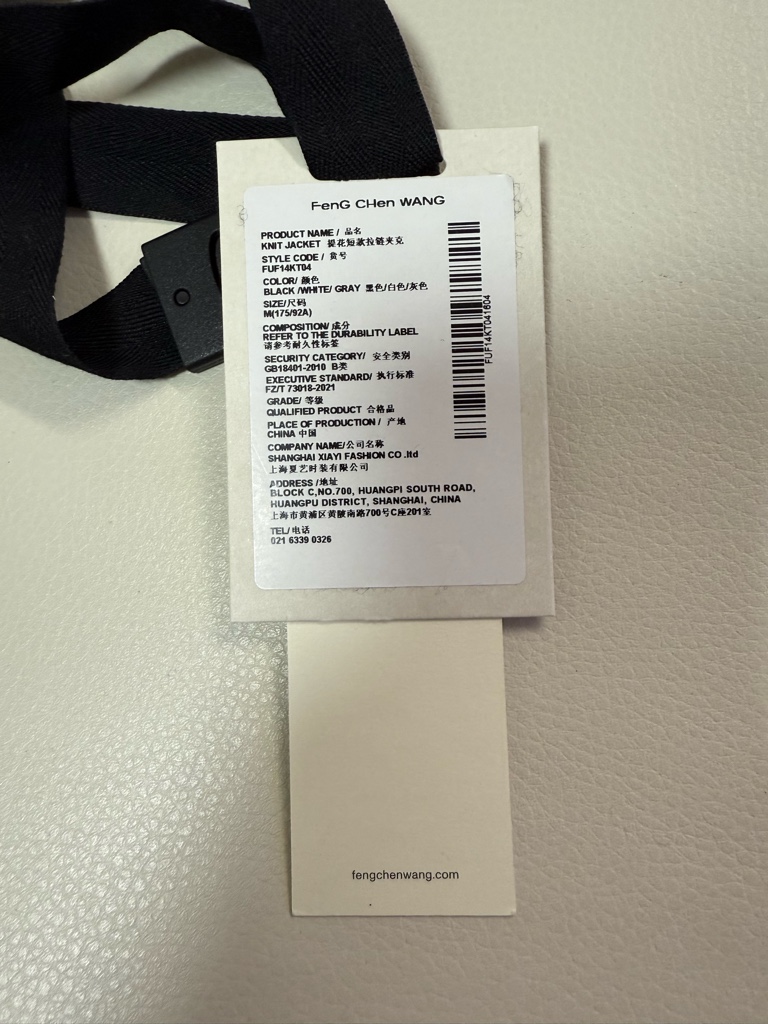 FenG CHen WANG
PRODUCT NAME / 品名
KNIT JACKET 提花短款拉链夹克
STYLE CODE / 货号
FUF14KT04
COLOR/ 颜色
BLACK /WHITE/ GRAY 黑色/白色/灰色
SIZE/尺码
M(175/92A)
COMPOSITION/ 成分
REFER TO THE DURABILITY LABEL
请参考耐久性标签
SECURITY CATEGORY/ 安全类别
GB18401-2010 B类
EXECUTIVE STANDARD/ 执行标准
FZ/T 73018-2021
GRADE/ 等级
QUALIFIED PRODUCT 合格品
PLACE OF PRODUCTION / 产地
CHINA 中国
COMPANY NAME/公司名称
SHANGHAI XIAYI FASHION CO .ltd
上海夏艺时装有限公司
ADDRESS /地址
BLOCK C,NO.700, HUANGPI SOUTH ROAD,
HUANGPU DISTRICT, SHANGHAI, CHINA
上海市黄浦区黄陂南路700号C座201室
TEL/ 电话
021 6339 0326
FUF14KT041604
fengchenwang.com